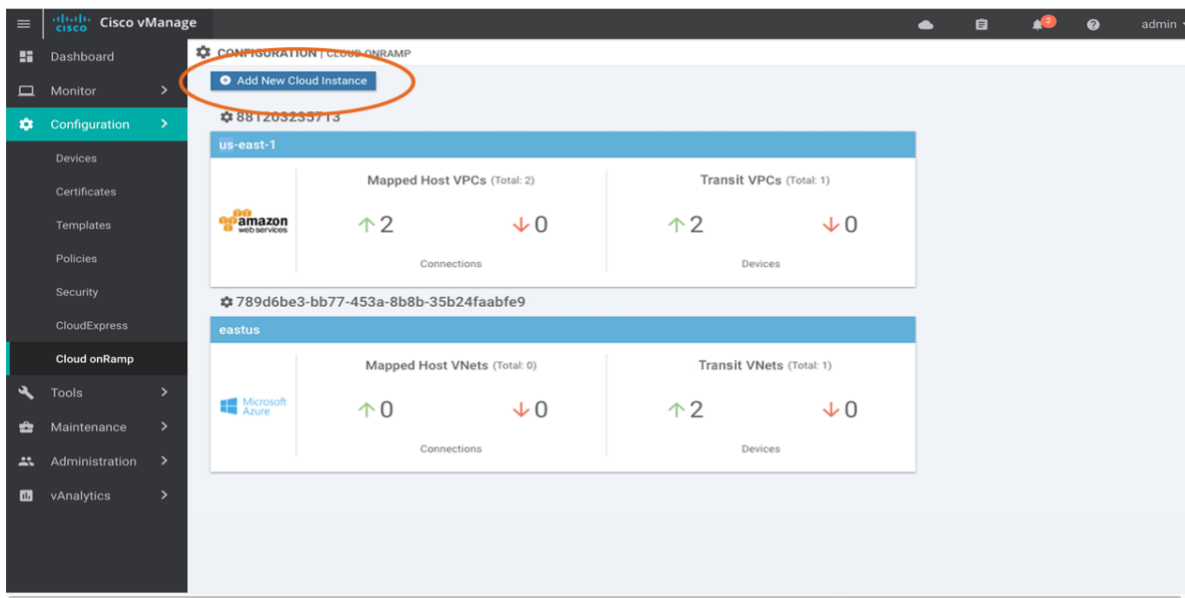 cisco Cisco vManage 2 admin
Dashboard
CONFIGURATION | CLOUD ONRAMP
Monitor
Add New Cloud Instance
Configuration
881203235713
Devices
us-east-1
Certificates
Mapped Host VPCs (Total: 2) Transit VPCs (Total: 1)
Templates
amazon
web services
2 0 2 0
Policies
Connections Devices
Security
789d6be3-bb77-453a-8b8b-35b24faabfe9
CloudExpress
eastus
Cloud onRamp
Mapped Host VNets (Total: 0) Transit VNets (Total: 1)
Tools
Microsoft
Azure
0 0 2 0
Maintenance
Connections Devices
Administration
vAnalytics